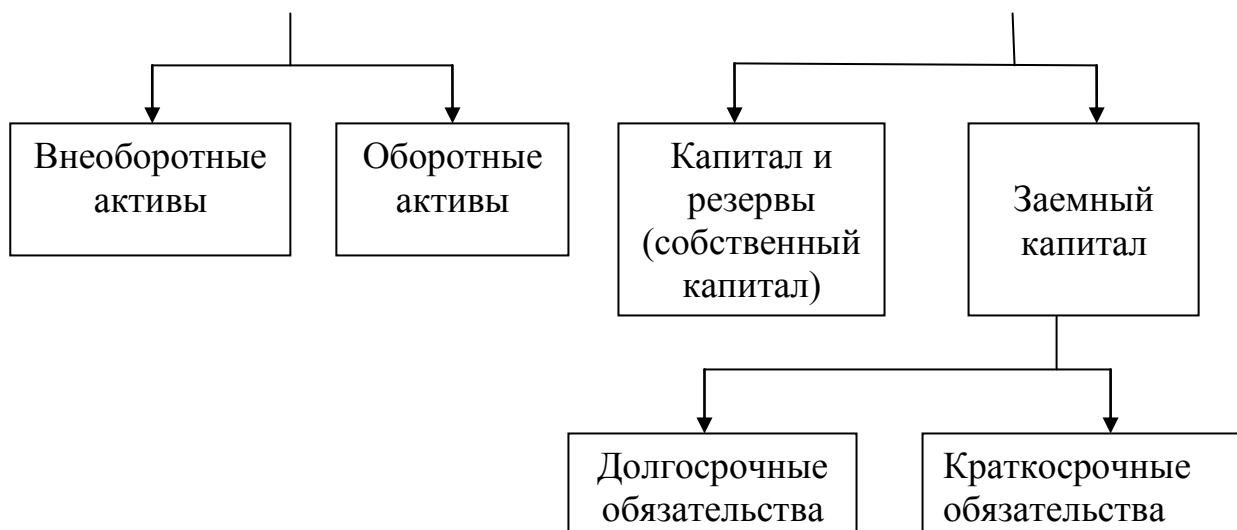 Внеоборотные
активы
Оборотные
активы
Капитал и
резервы
(собственный
капитал)
Заемный
капитал
Долгосрочные
обязательства
Краткосрочные
обязательства